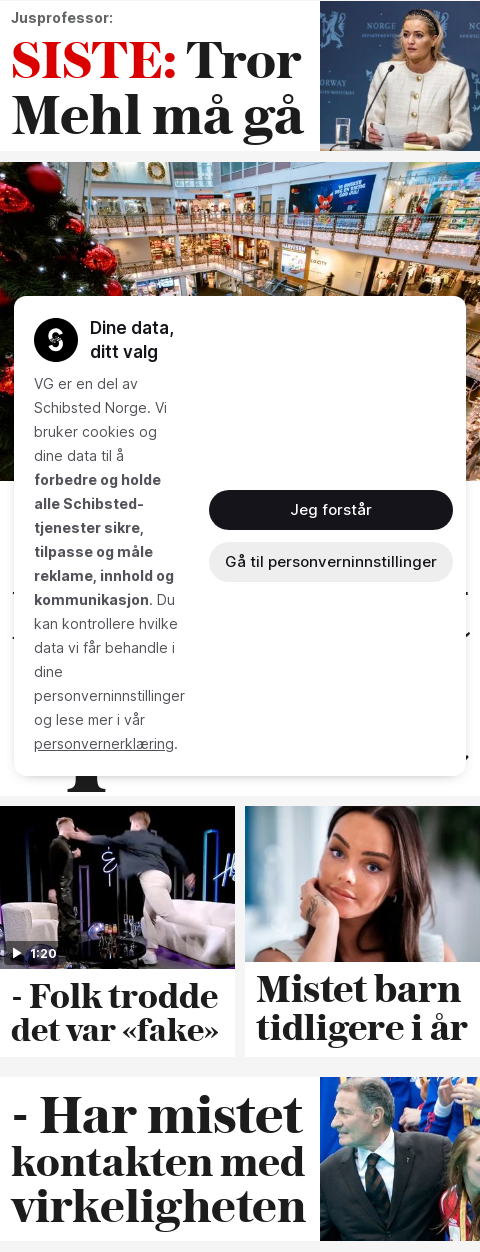 Jusprofessor:
SISTE: Tror
Mehl må gå
Dine data,
ditt valg
VG er en del av
Schibsted Norge. Vi
bruker cookies og
dine data til å
forbedre og holde
alle Schibsted-
tjenester sikre,
tilpasse og måle
reklame, innhold og
kommunikasjon. Du
kan kontrollere hvilke
data vi får behandle i
dine
personverninnstillinger
og lese mer i vår
personvernerklæring.
Jeg forstår
Gå til personverninnstillinger
1:20
- Folk trodde
det var «fake»
Mistet barn
tidligere i år
- Har mistet
kontakten med
virkeligheten